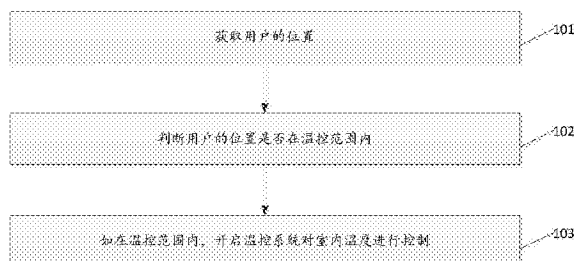 获取用户的位置
101
判断用户的位置是否在温控范围内
102
如在温控范围内，开启温控系统对室内温度进行控制
103